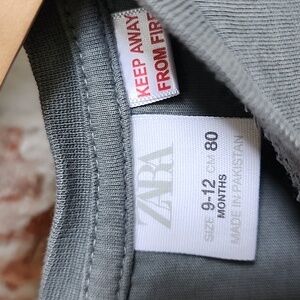 KEEP AWAY
FROM FIRE
ZARA
SIZE 9-12 CM 80
MONTHS
MADE IN PAKISTAN